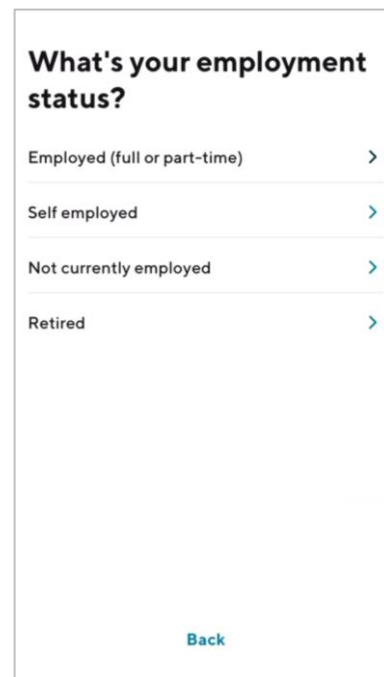 What's your employment
status?
Employed (full or part-time)
Self employed
Not currently employed
Retired
Back